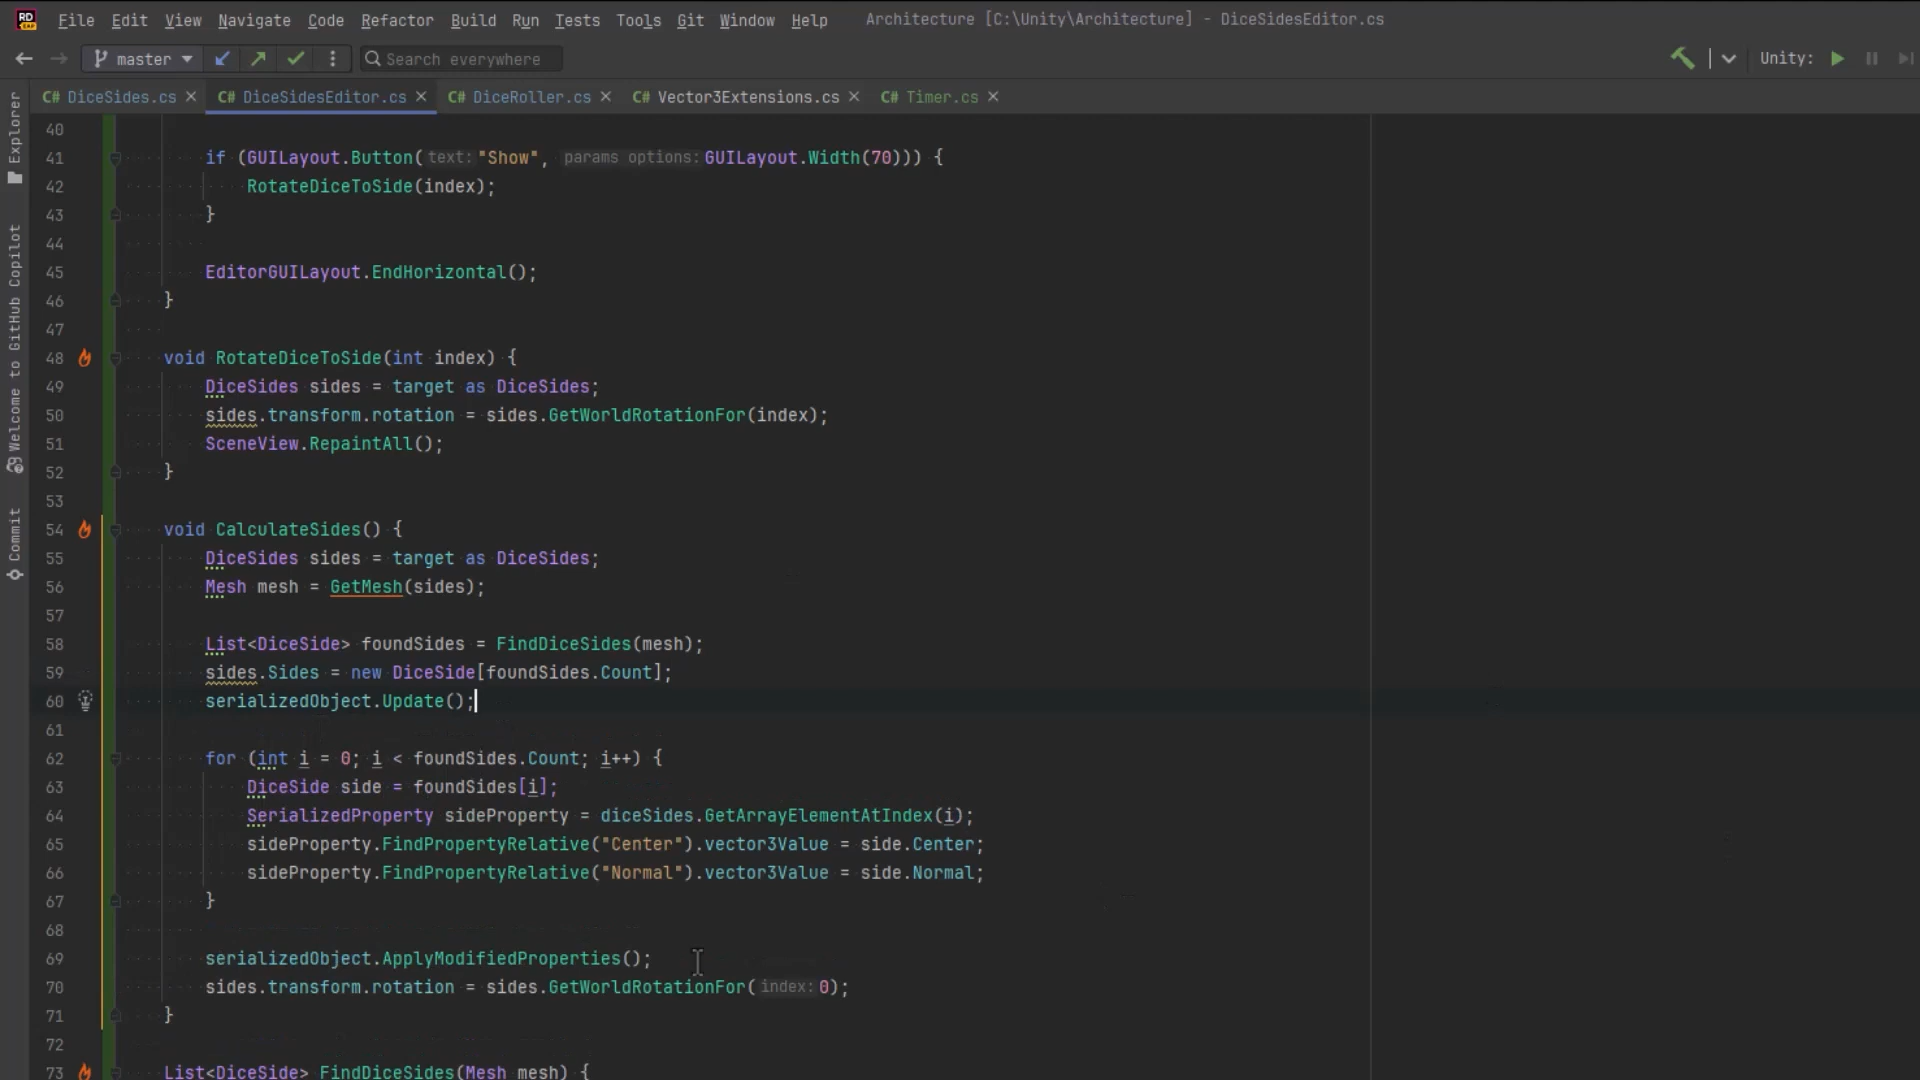 RD
EAP
File Edit View Navigate Code Refactor Build Run Tests Tools Git Window Help Architecture [C:\Unity\Architecture] - DiceSidesEditor.cs
master Search everywhere Unity:
C# DiceSides.cs C# DiceSidesEditor.cs C# DiceRoller.cs C# Vector3Extensions.cs C# Timer.cs
Explorer
Welcome to GitHub Copilot
Commit
40
41 if (GUILayout.Button(text:"Show", params options:GUILayout.Width(70))) {
42 RotateDiceToSide(index);
43 }
44
45 EditorGUILayout.EndHorizontal();
46 }
47
48 void RotateDiceToSide(int index) {
49 DiceSides sides = target as DiceSides;
50 sides.transform.rotation = sides.GetWorldRotationFor(index);
51 SceneView.RepaintAll();
52 }
53
54 void CalculateSides() {
55 DiceSides sides = target as DiceSides;
56 Mesh mesh = GetMesh(sides);
57
58 List<DiceSide> foundSides = FindDiceSides(mesh);
59 sides.Sides = new DiceSide[foundSides.Count];
60 serializedObject.Update();
61
62 for (int i = 0; i < foundSides.Count; i++) {
63 DiceSide side = foundSides[i];
64 SerializedProperty sideProperty = diceSides.GetArrayElementAtIndex(i);
65 sideProperty.FindPropertyRelative("Center").vector3Value = side.Center;
66 sideProperty.FindPropertyRelative("Normal").vector3Value = side.Normal;
67 }
68
69 serializedObject.ApplyModifiedProperties();
70 sides.transform.rotation = sides.GetWorldRotationFor(index:0);
71 }
72
73 List<DiceSide> FindDiceSides(Mesh mesh) {